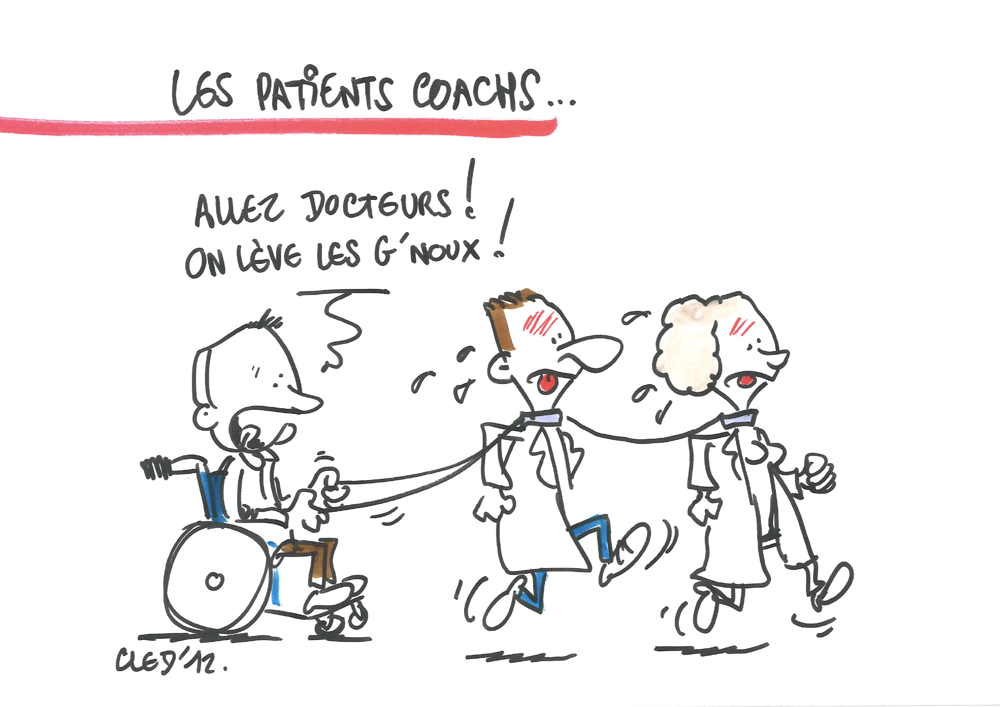 LES PATIENTS COACHS...
ALLEZ DOCTEURS !
ON LÈVE LES G'NOUX !
CLED'12.